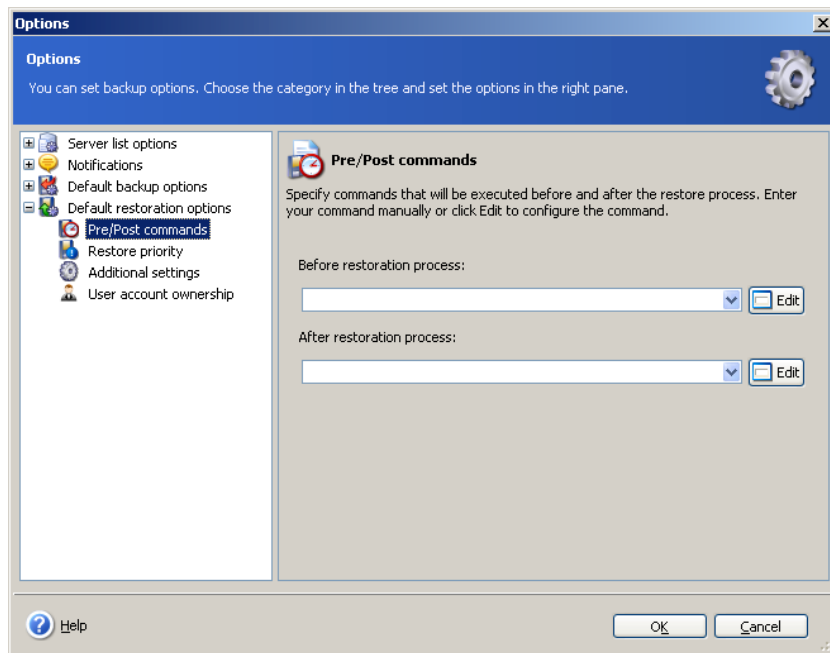 Options
Options
You can set backup options. Choose the category in the tree and set the options in the right pane.
Server list options
Notifications
Default backup options
Default restoration options
Pre/Post commands
Restore priority
Additional settings
User account ownership
Pre/Post commands
Specify commands that will be executed before and after the restore process. Enter
your command manually or click Edit to configure the command.
Before restoration process:
Edit
After restoration process:
Edit
Help
OK
Cancel